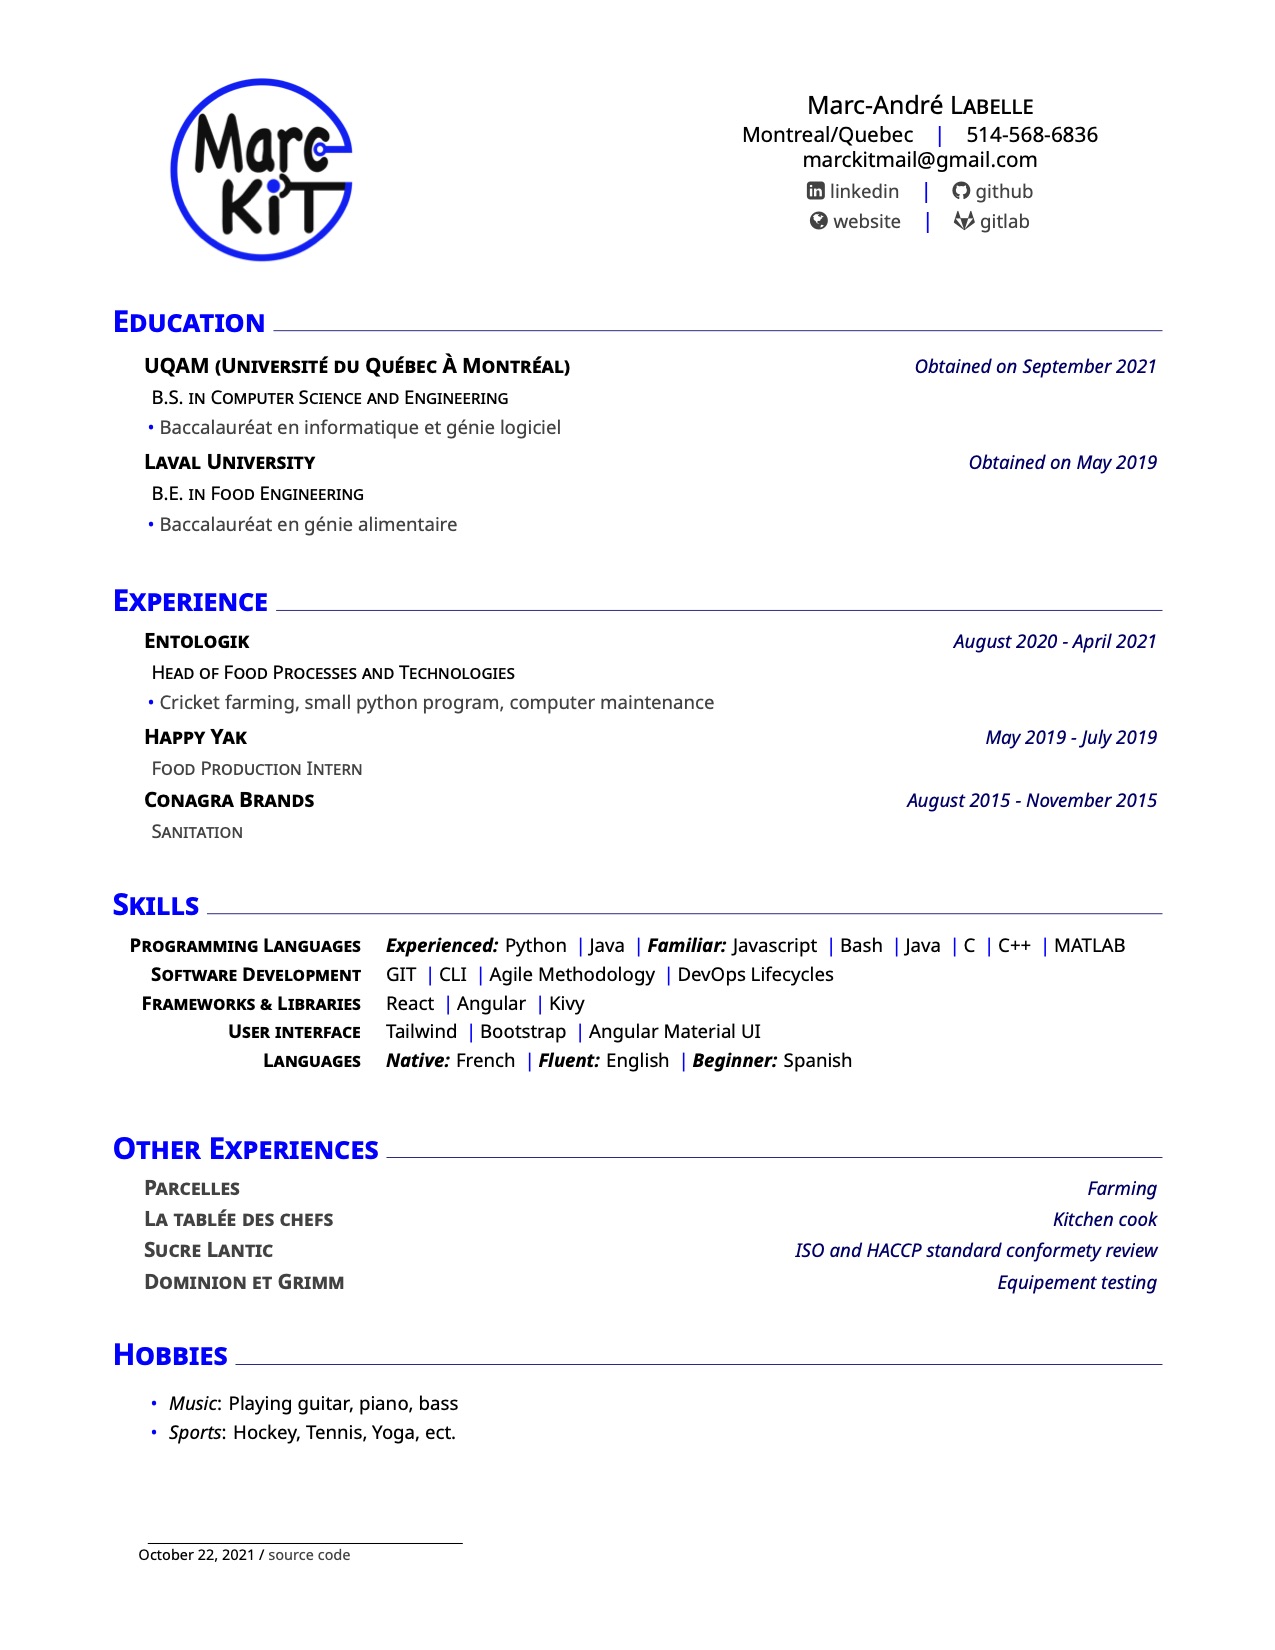 Marc
KiT
Marc-André LABELLE
Montreal/Quebec | 514-568-6836
marckitmail@gmail.com
linkedin | github
website | gitlab
EDUCATION
UQAM (UNIVERSITÉ DU QUÉBEC À MONTRÉAL) Obtained on September 2021
B.S. IN COMPUTER SCIENCE AND ENGINEERING
• Baccalauréat en informatique et génie logiciel
LAVAL UNIVERSITY Obtained on May 2019
B.E. IN FOOD ENGINEERING
• Baccalauréat en génie alimentaire
EXPERIENCE
ENTOLOGIK August 2020 - April 2021
HEAD OF FOOD PROCESSES AND TECHNOLOGIES
• Cricket farming, small python program, computer maintenance
HAPPY YAK May 2019 - July 2019
FOOD PRODUCTION INTERN
CONAGRA BRANDS August 2015 - November 2015
SANITATION
SKILLS
PROGRAMMING LANGUAGES Experienced: Python | Java | Familiar: Javascript | Bash | Java | C | C++ | MATLAB
SOFTWARE DEVELOPMENT GIT | CLI | Agile Methodology | DevOps Lifecycles
FRAMEWORKS & LIBRARIES React | Angular | Kivy
USER INTERFACE Tailwind | Bootstrap | Angular Material UI
LANGUAGES Native: French | Fluent: English | Beginner: Spanish
OTHER EXPERIENCES
PARCELLES Farming
LA TABLÉE DES CHEFS Kitchen cook
SUCRE LANTIC ISO and HACCP standard conformety review
DOMINION ET GRIMM Equipement testing
HOBBIES
• Music: Playing guitar, piano, bass
• Sports: Hockey, Tennis, Yoga, ect.
October 22, 2021 / source code